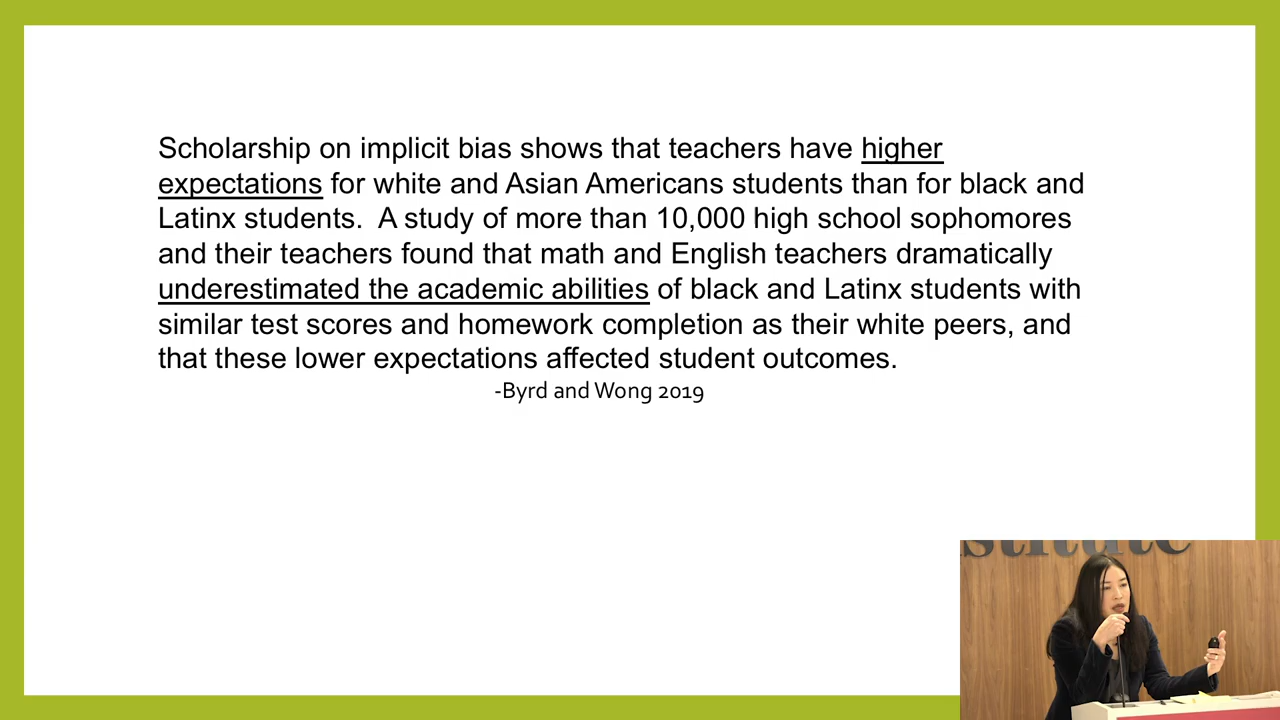 Scholarship on implicit bias shows that teachers have higher
expectations for white and Asian Americans students than for black and
Latinx students.  A study of more than 10,000 high school sophomores
and their teachers found that math and English teachers dramatically
underestimated the academic abilities of black and Latinx students with
similar test scores and homework completion as their white peers, and
that these lower expectations affected student outcomes.
-Byrd and Wong 2019